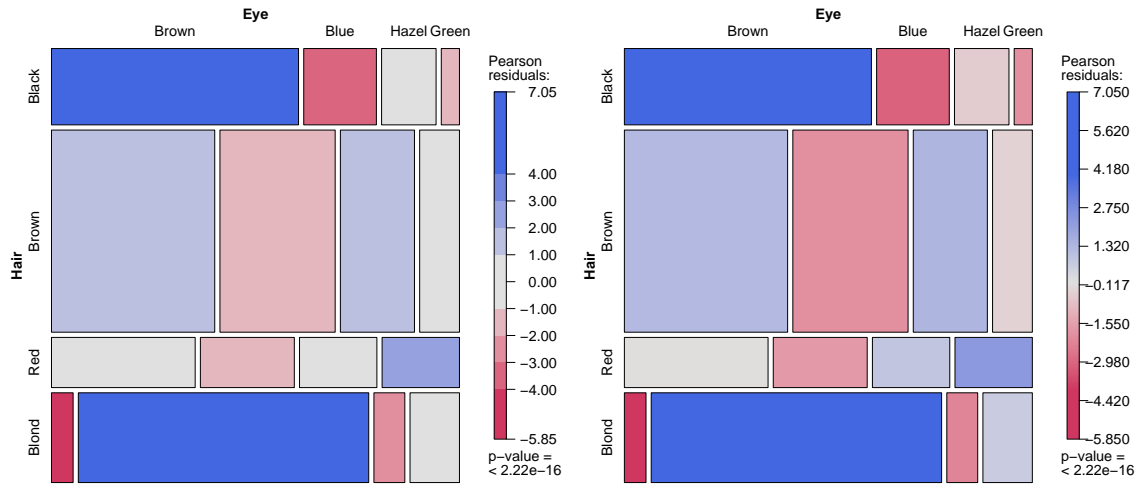 Eye
Brown Blue Hazel Green
Hair
Black
Brown
Red
Blond
Pearson
residuals:
7.05
4.00
3.00
2.00
1.00
0.00
−1.00
−2.00
−3.00
−4.00
−5.85
p−value =
< 2.22e−16
Eye
Brown Blue Hazel Green
Hair
Black
Brown
Red
Blond
Pearson
residuals:
7.050
5.620
4.180
2.750
1.320
−0.117
−1.550
−2.980
−4.420
−5.850
p−value =
< 2.22e−16